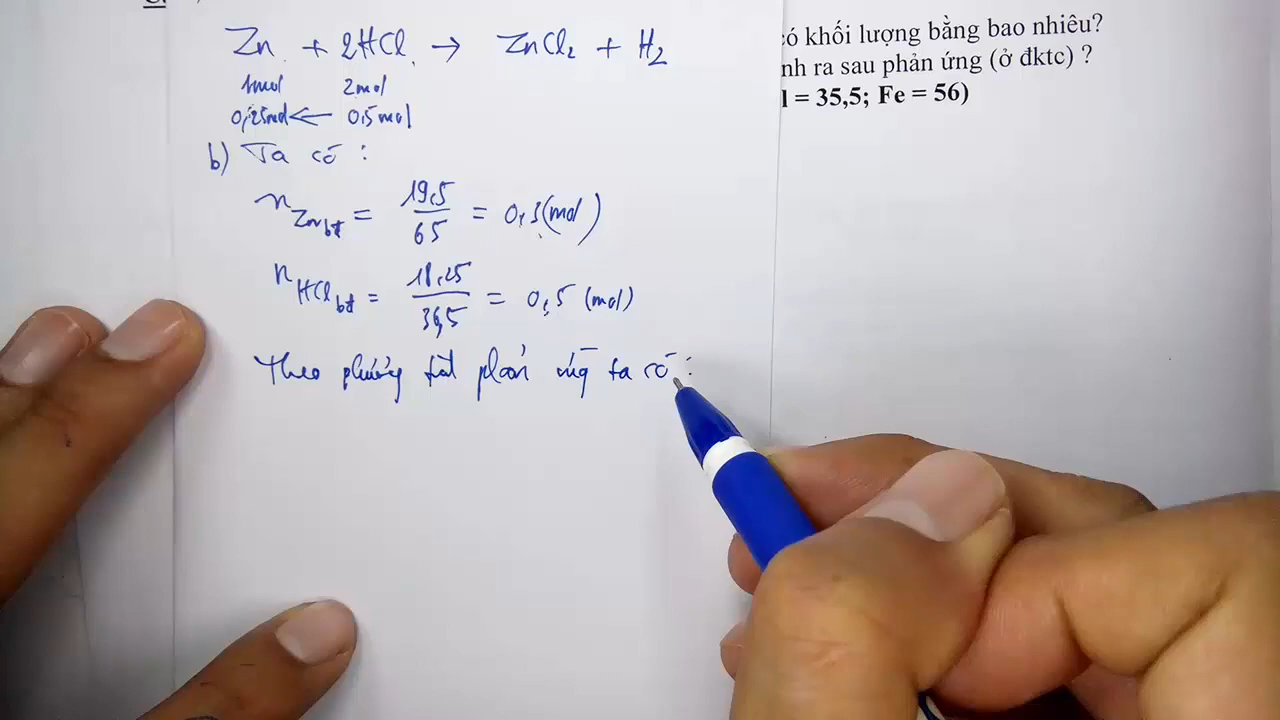 Zn + 2HCl → ZnCl₂ + H₂
1mol 2mol
0,25mol ← 0,5mol
b) Ta có :
n Znbđ = 19,5 / 65 = 0,3 (mol)
n HClbđ = 18,25 / 36,5 = 0,5 (mol)
Theo phương trình phản ứng ta có :
có khối lượng bằng bao nhiêu?
nh ra sau phản ứng (ở đktc) ?
l = 35,5; Fe = 56)